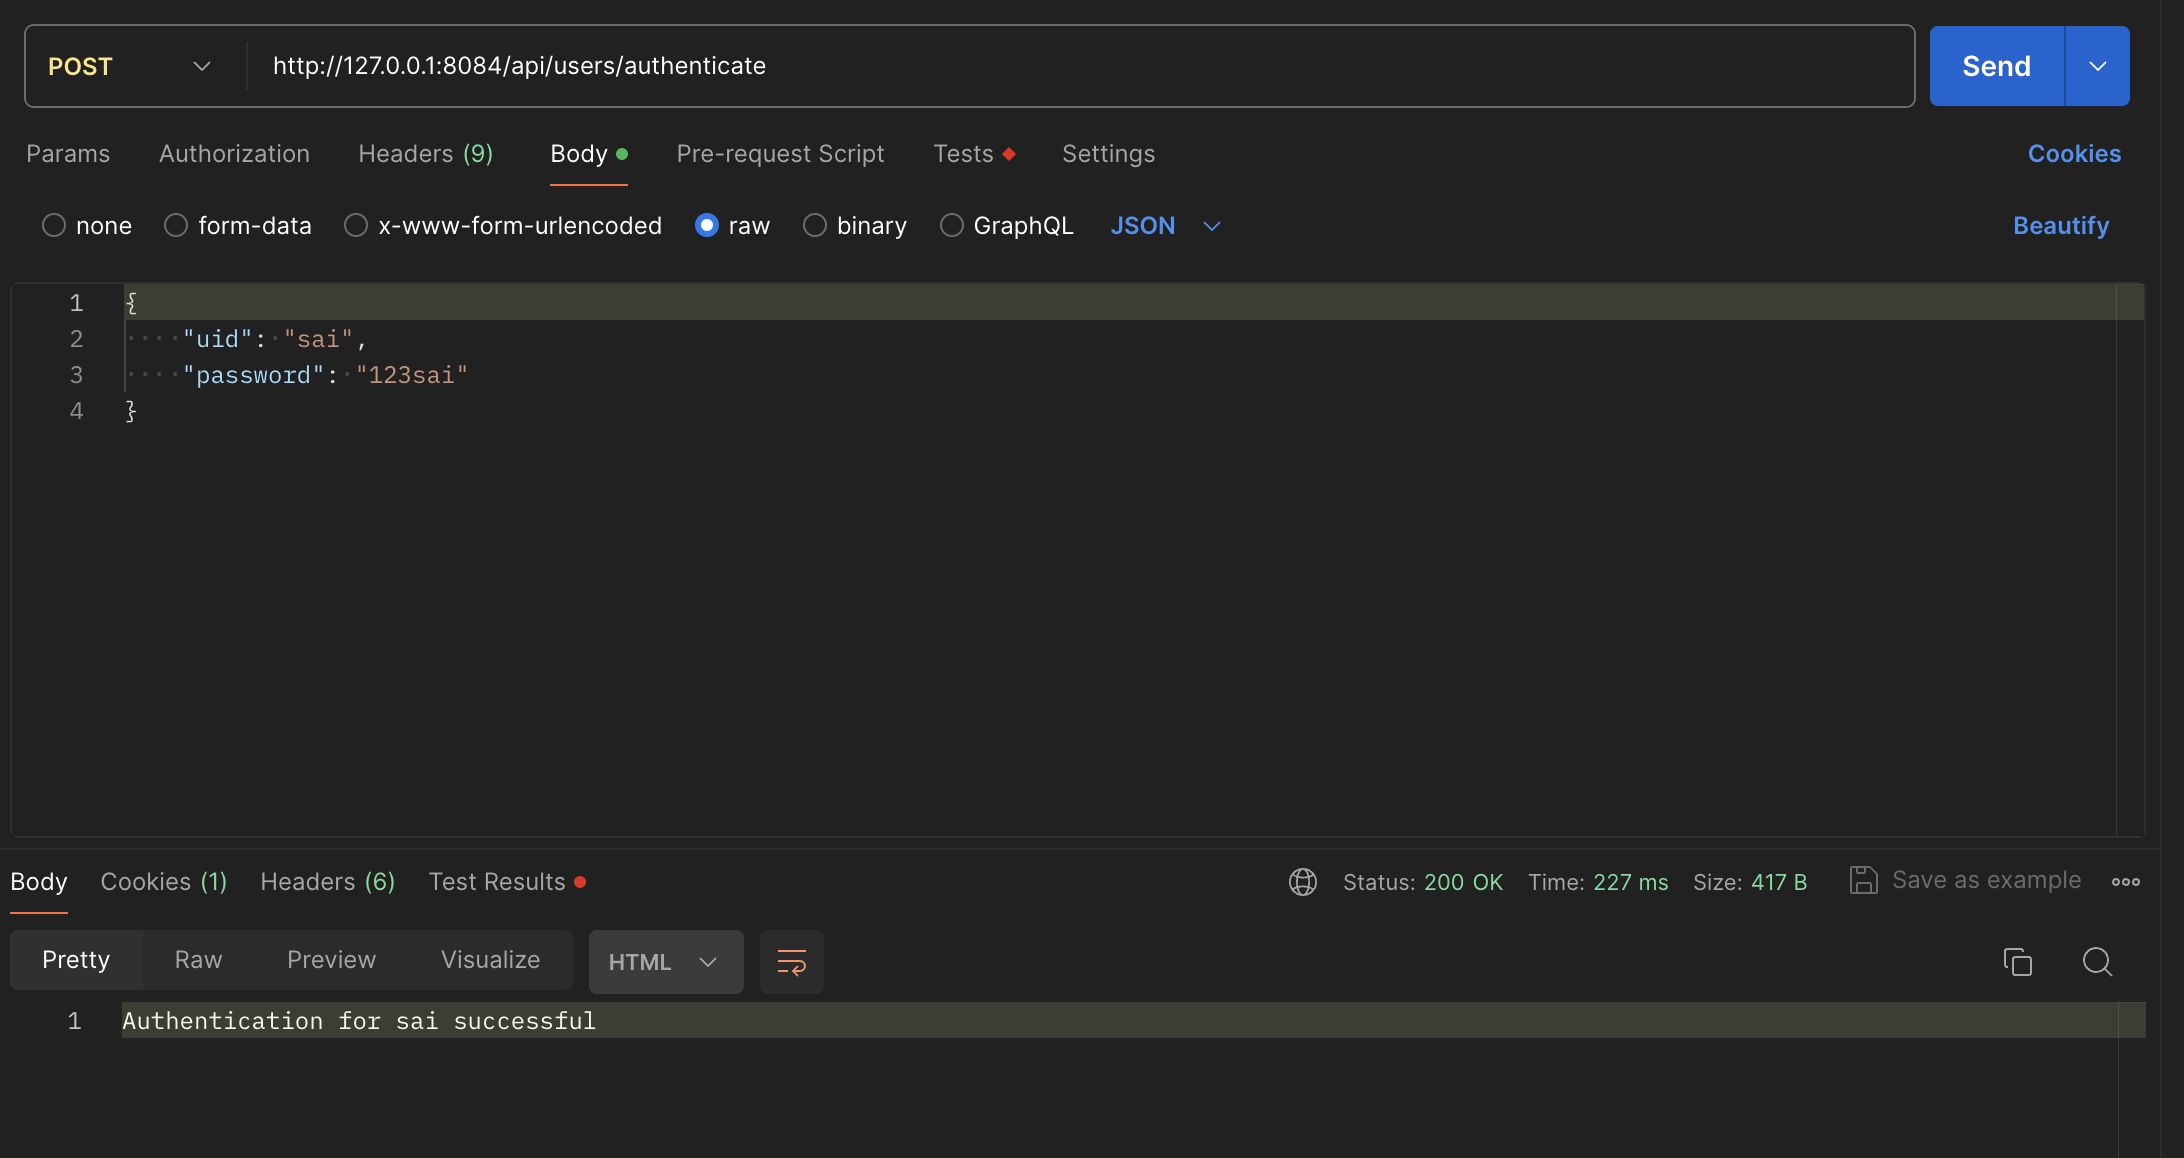 POST http://127.0.0.1:8084/api/users/authenticate Send
Params Authorization Headers (9) Body Pre-request Script Tests Settings Cookies
none form-data x-www-form-urlencoded raw binary GraphQL JSON Beautify
1 {
2 "uid": "sai",
3 "password": "123sai"
4 }
Body Cookies (1) Headers (6) Test Results Status: 200 OK Time: 227 ms Size: 417 B Save as example
Pretty Raw Preview Visualize HTML
1 Authentication for sai successful